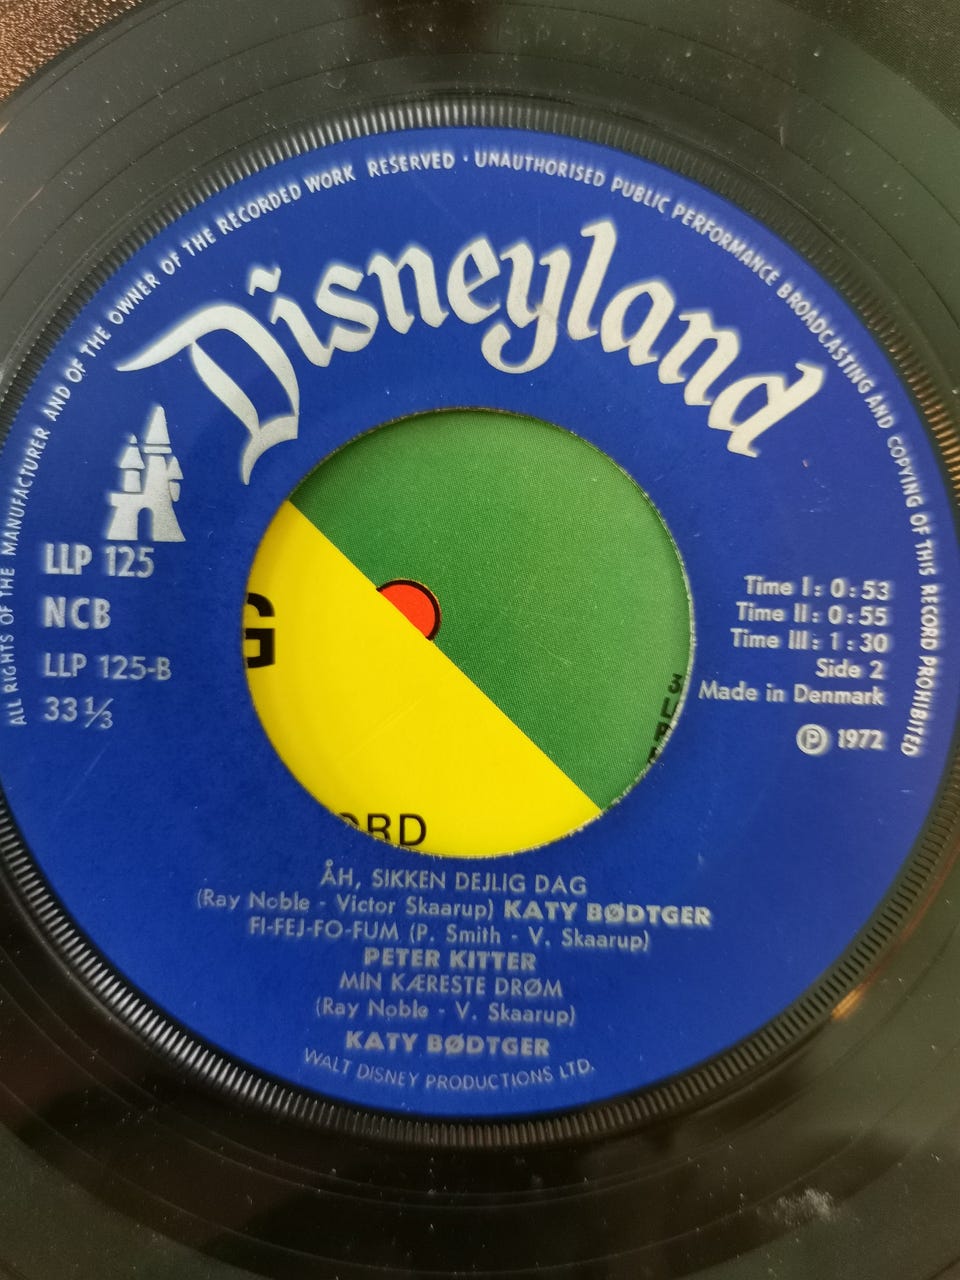 ALL RIGHTS OF THE MANUFACTURER AND OF THE OWNER OF THE RECORDED WORK RESERVED · UNAUTHORISED PUBLIC PERFORMANCE BROADCASTING AND COPYING OF THIS RECORD PROHIBITED
Disneyland
LLP 125
NCB
LLP 125-B
33 ⅓
Time I: 0:53
Time II: 0:55
Time III: 1:30
Side 2
Made in Denmark
Ⓟ 1972
ÅH, SIKKEN DEJLIG DAG
(Ray Noble - Victor Skaarup) KATY BØDTGER
FI-FEJ-FO-FUM (P. Smith - V. Skaarup)
PETER KITTER
MIN KÆRESTE DRØM
(Ray Noble - V. Skaarup)
KATY BØDTGER
WALT DISNEY PRODUCTIONS LTD.